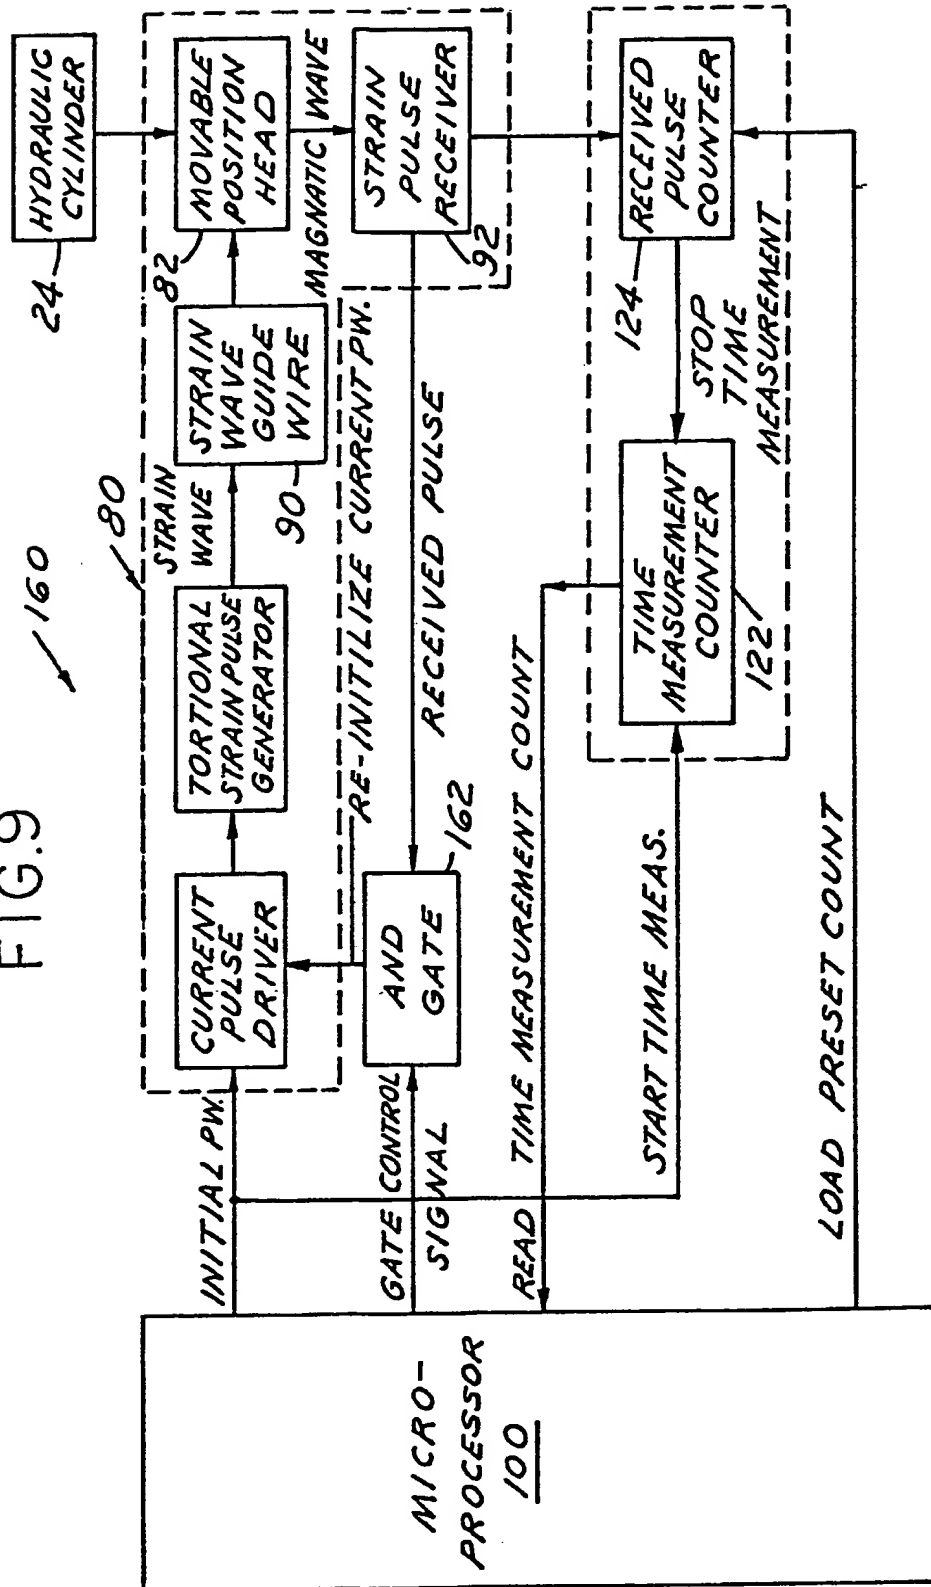 FIG.9
160
80
HYDRAULIC
CYLINDER
24
CURRENT
PULSE
DRIVER
TORTIONAL
STRAIN PULSE
GENERATOR
STRAIN
WAVE
STRAIN
WAVE
GUIDE
WIRE
90
MOVABLE
POSITION
HEAD
82
MAGNATIC WAVE
STRAIN
PULSE
RECEIVER
92
INITIAL PW.
RE-INITILIZE CURRENT PW.
RECEIVED PULSE
AND
GATE
162
GATE CONTROL
SIGNAL
READ TIME MEASUREMENT COUNT
START TIME MEAS.
TIME
MEASUREMENT
COUNTER
122
STOP
TIME
MEASUREMENT
RECEIVED
PULSE
COUNTER
124
LOAD PRESET COUNT
MICRO-
PROCESSOR
100